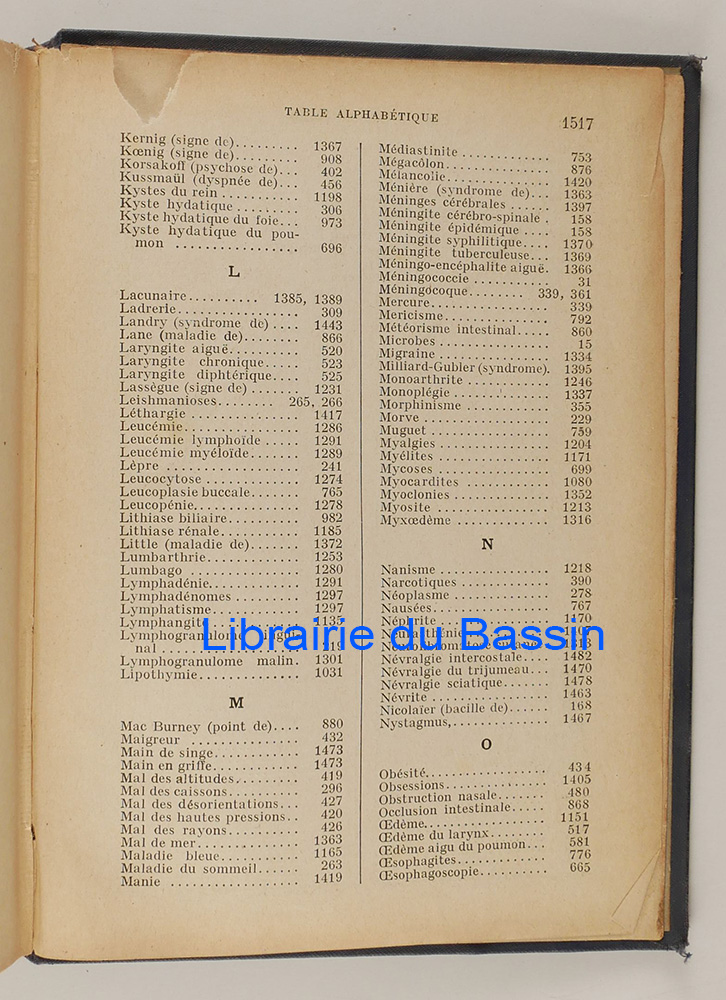 TABLE ALPHABÉTIQUE 1517
Kernig (signe de)......... 1367
Kœnig (signe de)......... 908
Korsakoff (psychose de)... 402
Kussmaül (dyspnée de)... 456
Kystes du rein ........... 1198
Kyste hydatique ......... 306
Kyste hydatique du foie... 973
Kyste hydatique du pou-
mon ................. 696
L
Lacunaire.......... 1385, 1389
Ladrerie................. 309
Landry (syndrome de) .... 1443
Lane (maladie de)........ 866
Laryngite aiguë.......... 520
Laryngite chronique..... 523
Laryngite diphtérique.... 525
Lassègue (signe de) ....... 1231
Leishmanioses........ 265, 266
Léthargie ............... 1417
Leucémie................ 1286
Leucémie lymphoïde ..... 1291
Leucémie myéloïde....... 1289
Lèpre .................. 241
Leucocytose ............. 1274
Leucoplasie buccale....... 765
Leucopénie.............. 1278
Lithiase biliaire.......... 982
Lithiase rénale........... 1185
Little (maladie de)....... 1372
Lumbarthrie............. 1253
Lumbago ............... 1280
Lymphadénie............ 1291
Lymphadénomes ......... 1297
Lymphatisme............ 1297
Lymphangite 1135
Lymphogranulome
nal
Lymphogranulome malin. 1301
Lipothymie.............. 1031
M
Mac Burney (point de).... 880
Maigreur ............... 432
Main de singe............ 1473
Main en griffe............ 1473
Mal des altitudes......... 419
Mal des caissons.......... 296
Mal des désorientations... 427
Mal des hautes pressions.. 420
Mal des rayons.......... 426
Mal de mer.............. 1363
Maladie bleue........... 1165
Maladie du sommeil...... 263
Manie .................. 1419
Médiastinite ............. 753
Mégacôlon............... 876
Mélancolie............... 1420
Ménière (syndrome de)... 1363
Méninges cérébrales ...... 1397
Méningite cérébro-spinale . 158
Méningite épidémique .... 158
Méningite syphilitique.... 1370
Méningite tuberculeuse... 1369
Méningo-encéphalite aiguë. 1366
Méningococcie ........... 31
Méningocoque........ 339, 361
Mercure................. 339
Mericisme............... 792
Météorisme intestinal..... 860
Microbes ................ 15
Migraine ................ 1334
Milliard-Gubler (syndrome). 1395
Monoarthrite ............ 1246
Monoplégie .............. 1337
Morphinisme ............ 355
Morve .................. 229
Muguet ................. 759
Myalgies ................ 1204
Myélites ................ 1171
Mycoses ................ 699
Myocardites ............ 1080
Myoclonies .............. 1352
Myosite ................ 1213
Myxœdème ............. 1316
N
Nanisme ................ 1218
Narcotiques ............. 390
Néoplasme .............. 278
Nausées................. 767
Néphrite ............... 1170
Névralgie intercostale.... 1482
Névralgie du trijumeau... 1470
Névralgie sciatique....... 1478
Névrite ................. 1463
Nicolaïer (bacille de)...... 168
Nystagmus,.............. 1467
O
Obésité.................. 434
Obsessions............... 1405
Obstruction nasale....... 480
Occlusion intestinale..... 868
Œdème................. 1151
Œdème du larynx........ 517
Œdème aigu du poumon... 581
Œsophagites............. 776
Œsophagoscopie.......... 665
Librairie du Bassin